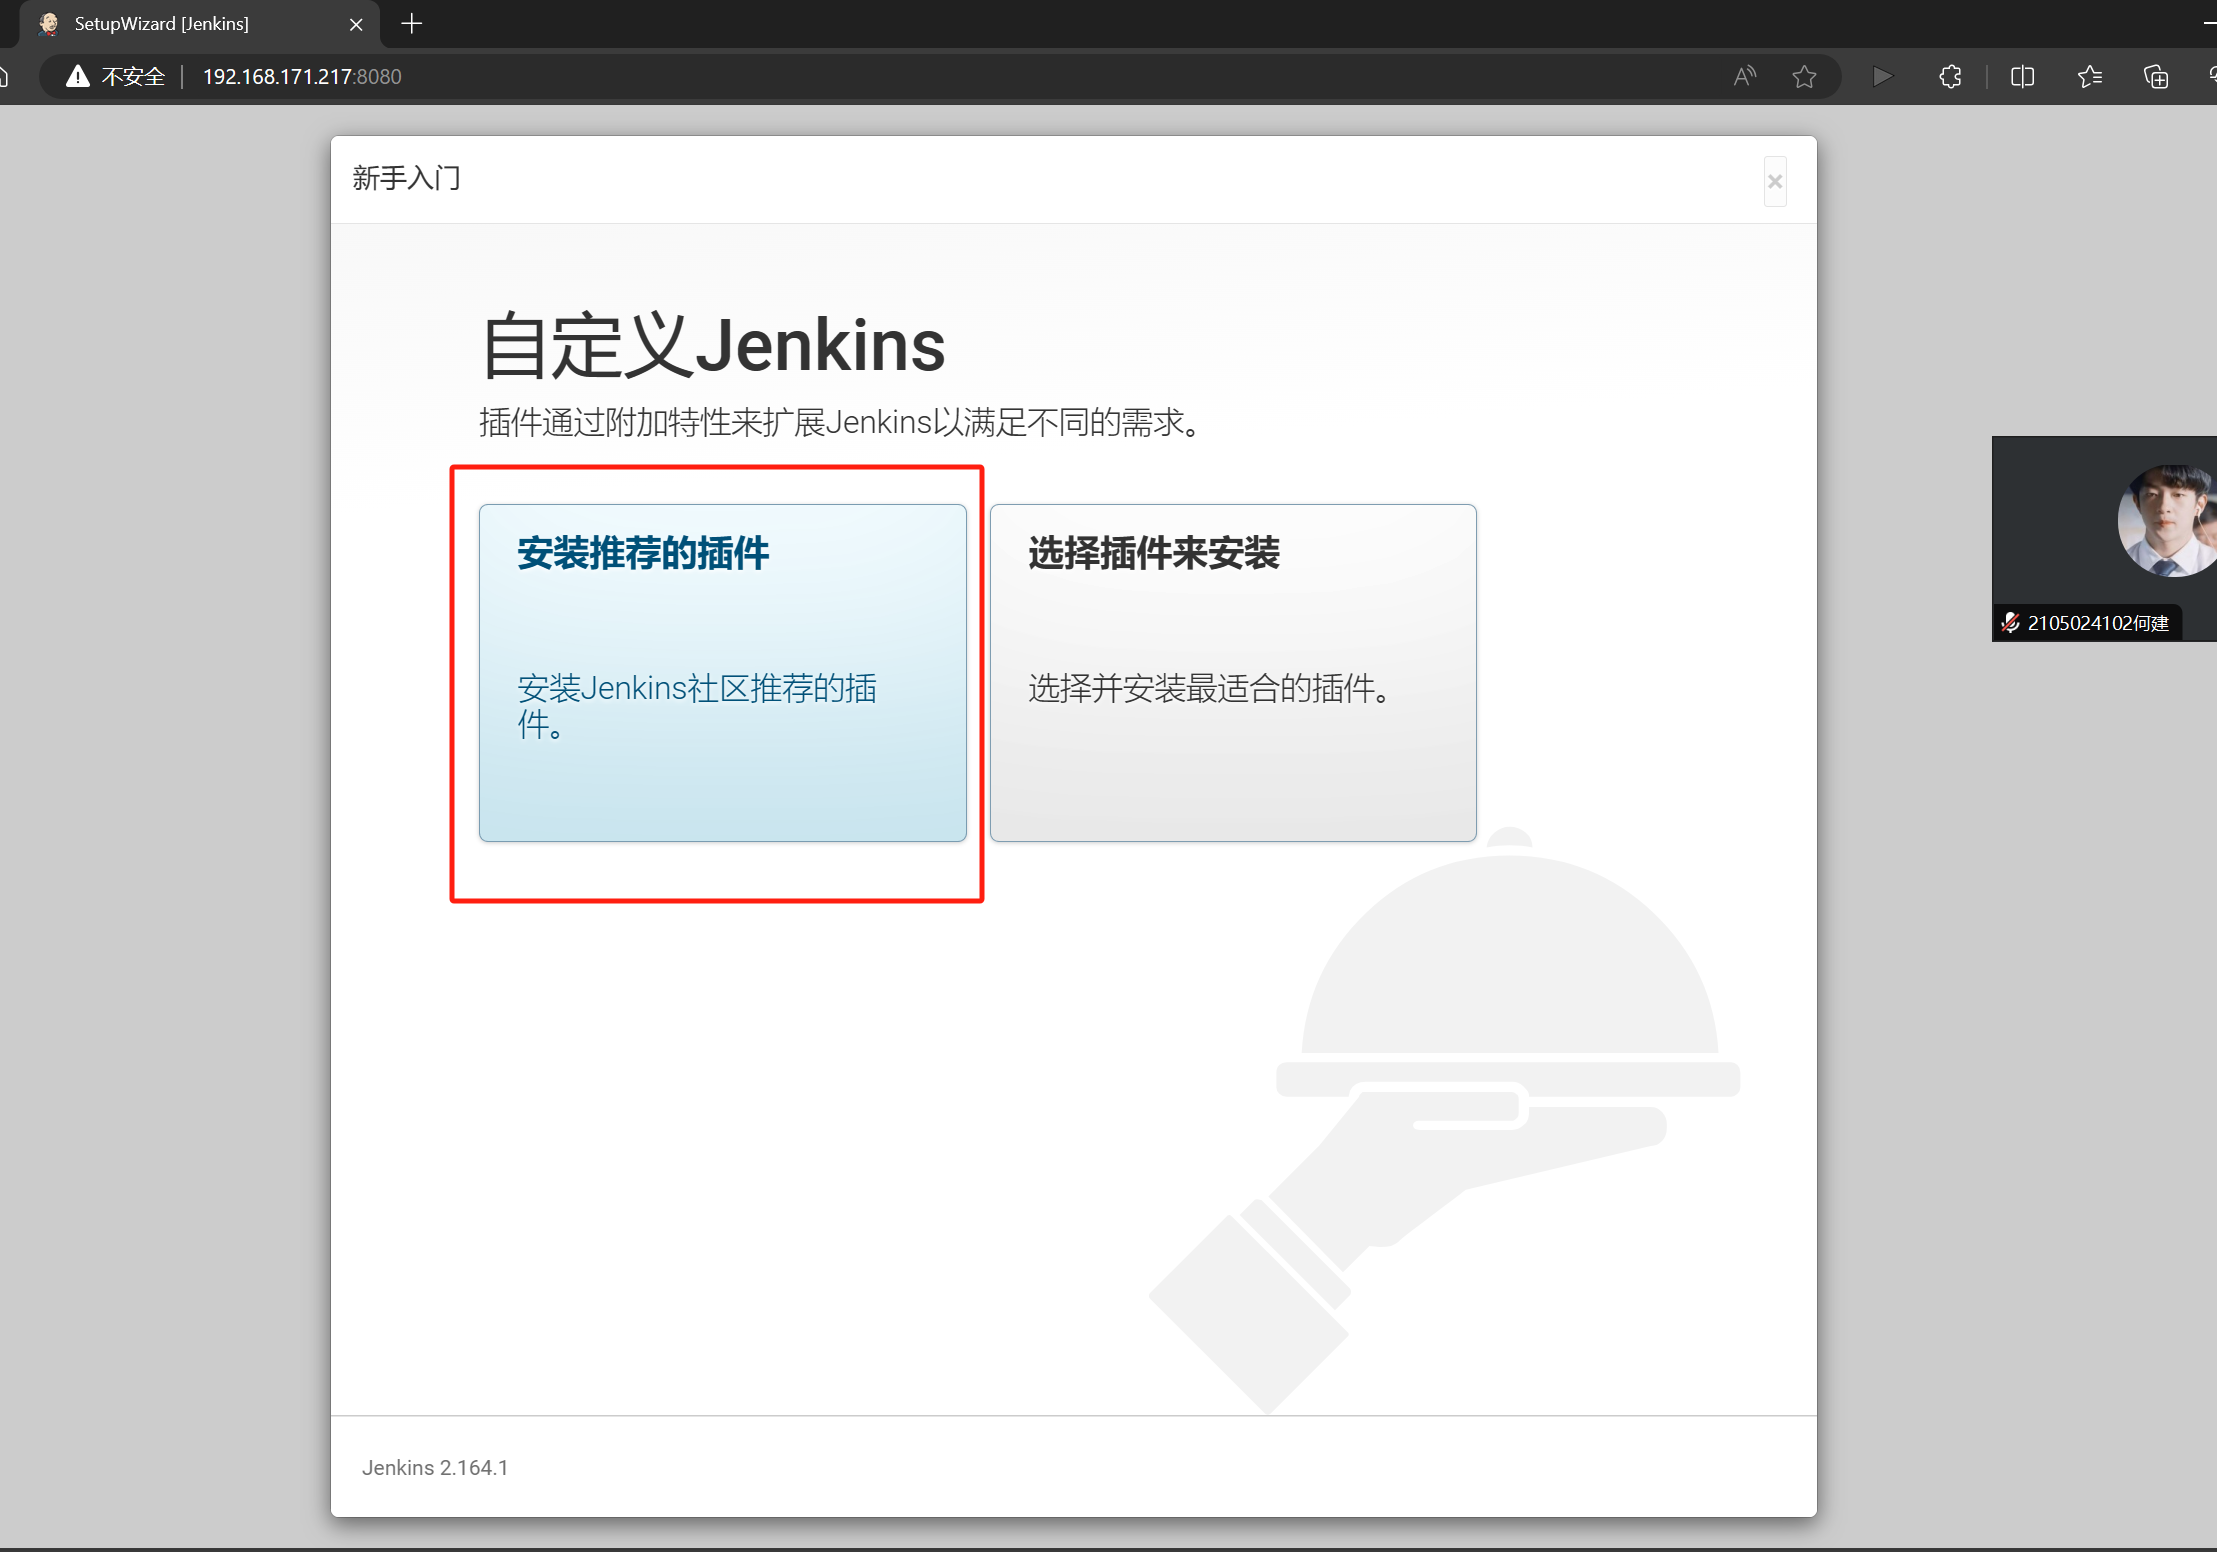 SetupWizard [Jenkins]
不安全
192.168.171.217:8080
新手入门
自定义Jenkins
插件通过附加特性来扩展Jenkins以满足不同的需求。
安装推荐的插件
安装Jenkins社区推荐的插
件。
选择插件来安装
选择并安装最适合的插件。
2105024102何建
Jenkins 2.164.1